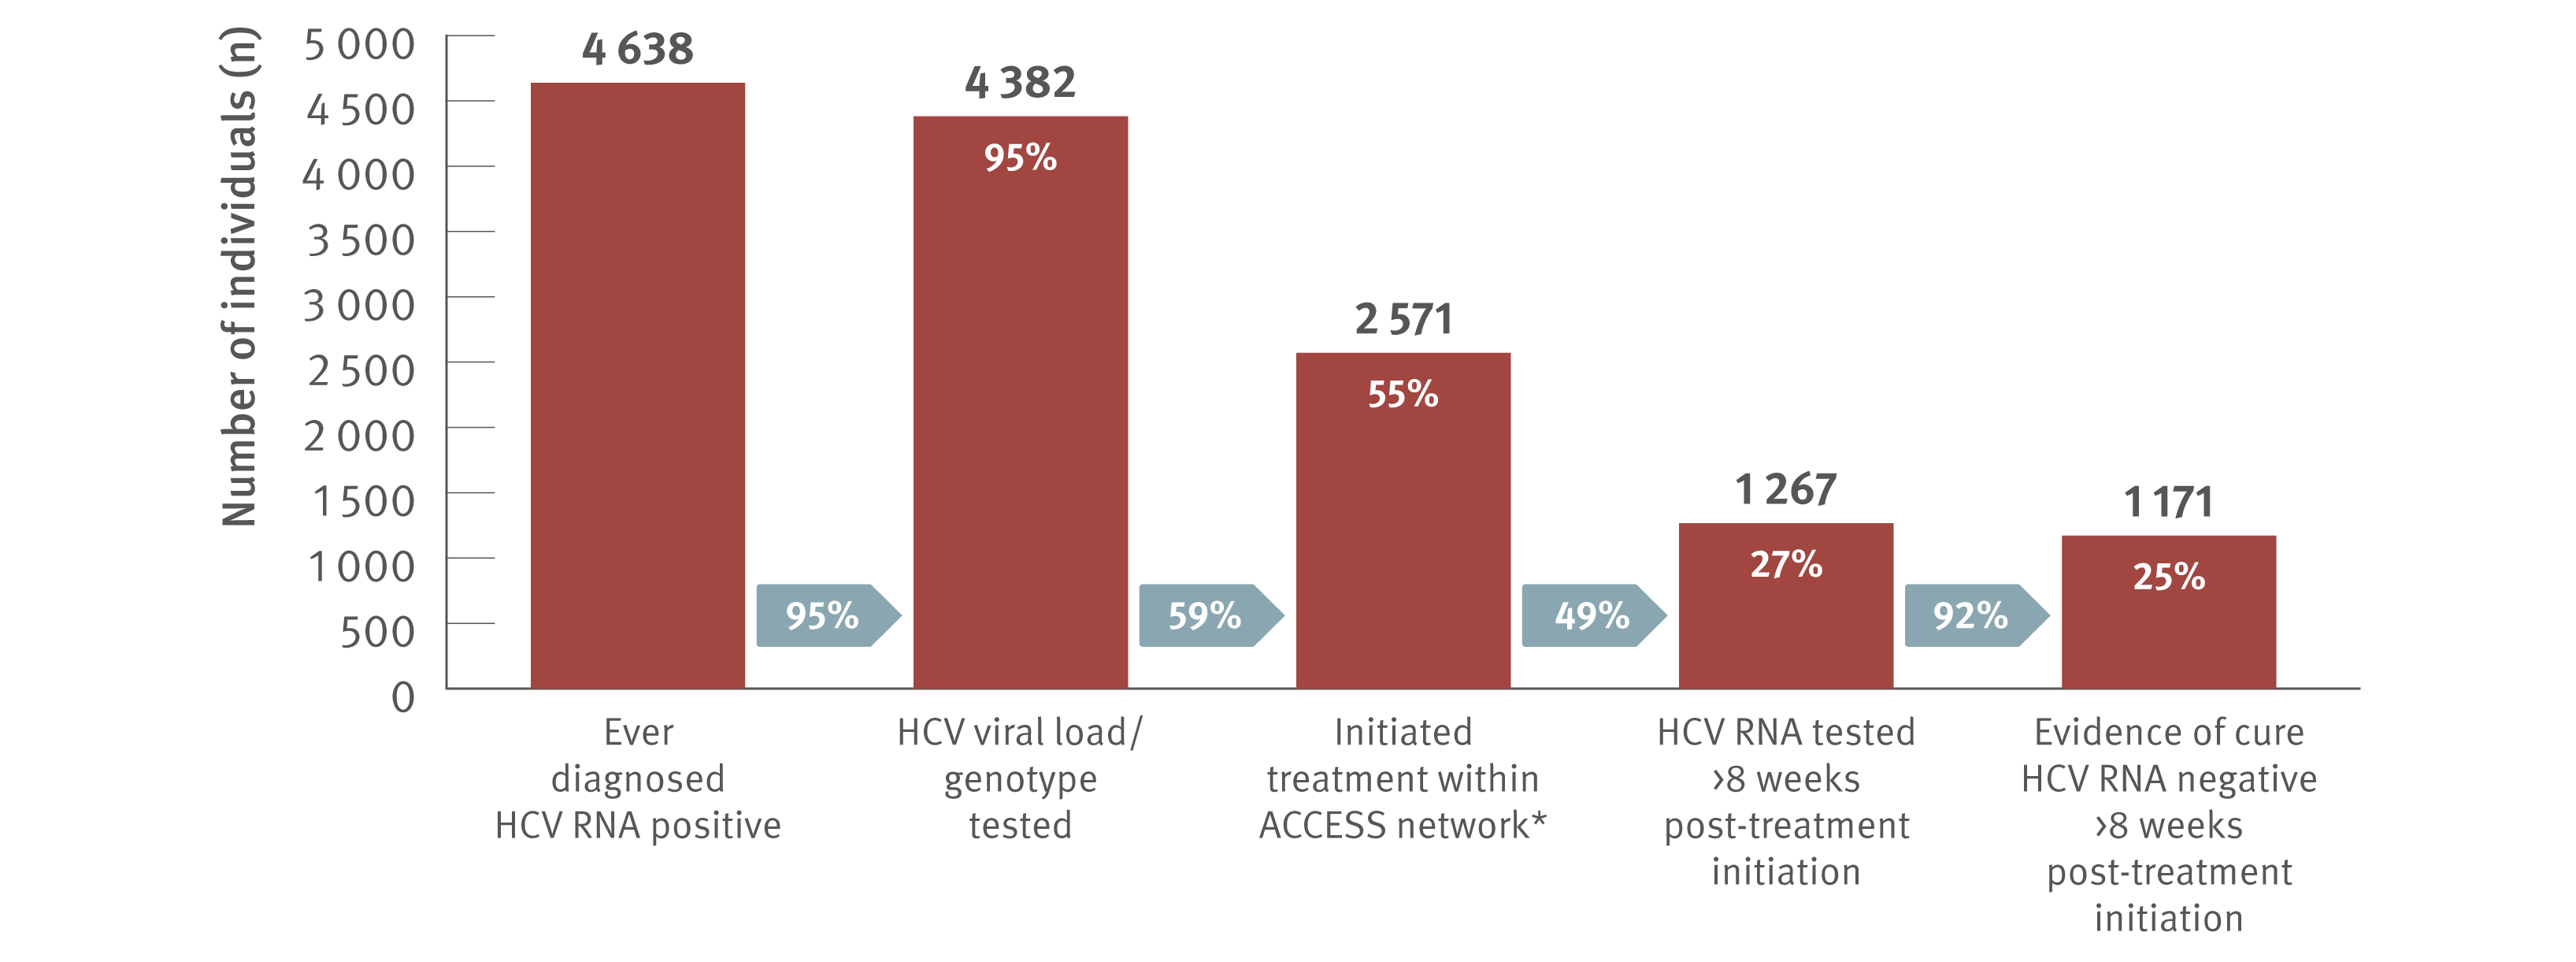 Number of individuals (n)
5 000
4 500
4 000
3 500
3 000
2 500
2 000
1 500
1 000
500
0
4 638
4 382
95%
2 571
55%
1 267
27%
1 171
25%
95%
59%
49%
92%
Ever
diagnosed
HCV RNA positive
HCV viral load/
genotype
tested
Initiated
treatment within
ACCESS network*
HCV RNA tested
>8 weeks
post-treatment
initiation
Evidence of cure
HCV RNA negative
>8 weeks
post-treatment
initiation